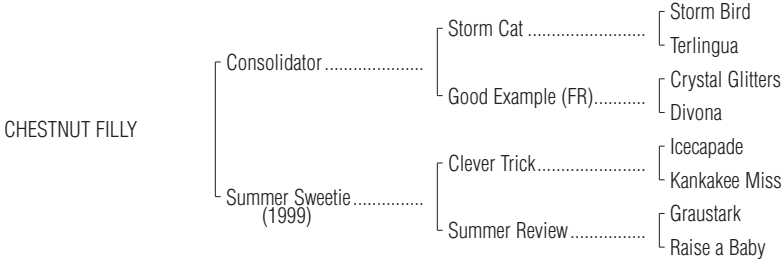 Storm Bird
Storm Cat ........................
Terlingua
Consolidator ....................
Crystal Glitters
Good Example (FR)...........
Divona
CHESTNUT FILLY
Icecapade
Clever Trick......................
Kankakee Miss
Summer Sweetie..............
(1999)
Graustark
Summer Review................
Raise a Baby